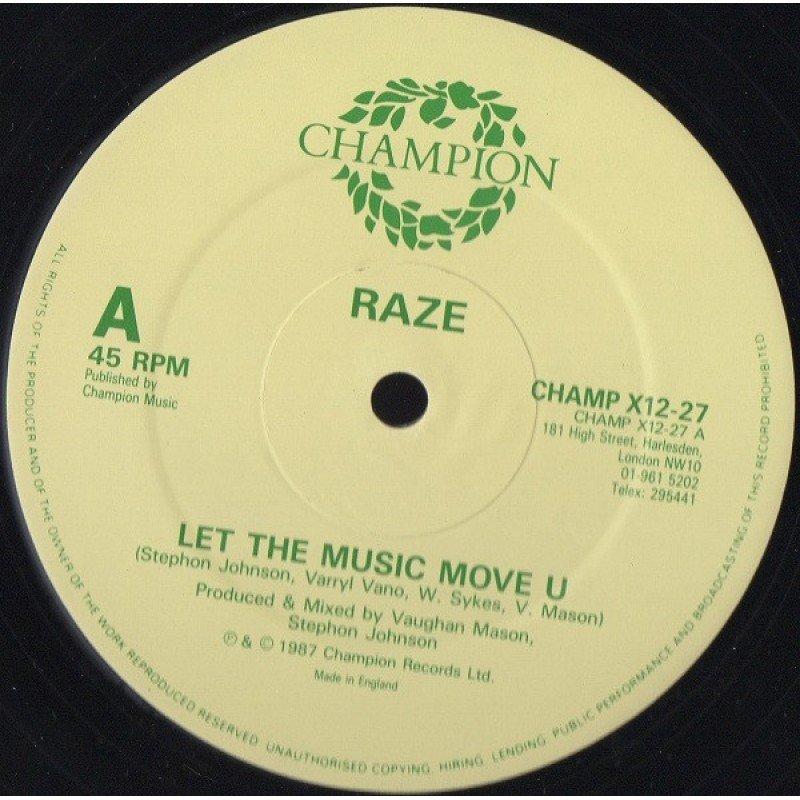 CHAMPION
RAZE
A
45 RPM
Published by
Champion Music
CHAMP X12-27
CHAMP X12-27 A
181 High Street, Harlesden,
London NW10
01-961 5202
Telex: 295441
LET THE MUSIC MOVE U
(Stephon Johnson, Varryl Vano, W. Sykes, V. Mason)
Produced & Mixed by Vaughan Mason,
Stephon Johnson
℗ & © 1987 Champion Records Ltd.
Made in England
ALL RIGHTS OF THE PRODUCER AND OF THE OWNER OF THE WORK REPRODUCED RESERVED. UNAUTHORISED COPYING. HIRING. LENDING. PUBLIC PERFORMANCE AND BROADCASTING OF THIS RECORD PROHIBITED